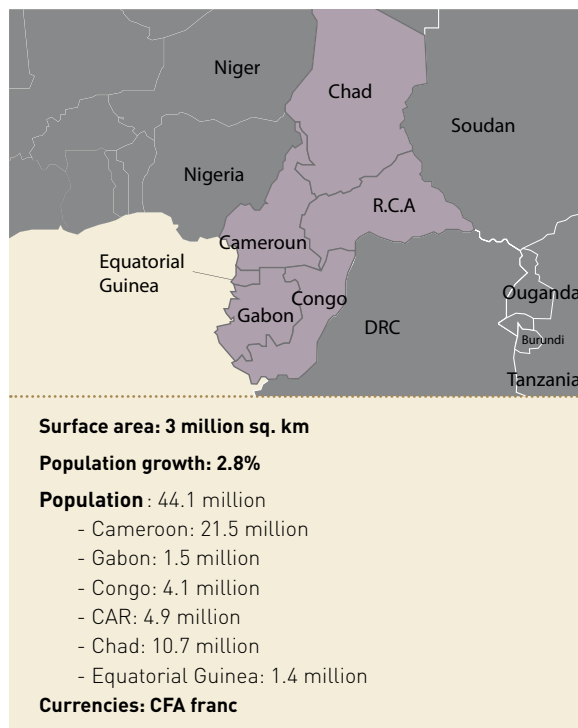 Niger
Chad
Soudan
Nigeria
R.C.A
Cameroun
Equatorial
Guinea
Ouganda
Congo
Gabon
DRC
Burundi
Tanzania
Surface area: 3 million sq. km
Population growth: 2.8%
Population : 44.1 million
- Cameroon: 21.5 million
- Gabon: 1.5 million
- Congo: 4.1 million
- CAR: 4.9 million
- Chad: 10.7 million
- Equatorial Guinea: 1.4 million
Currencies: CFA franc